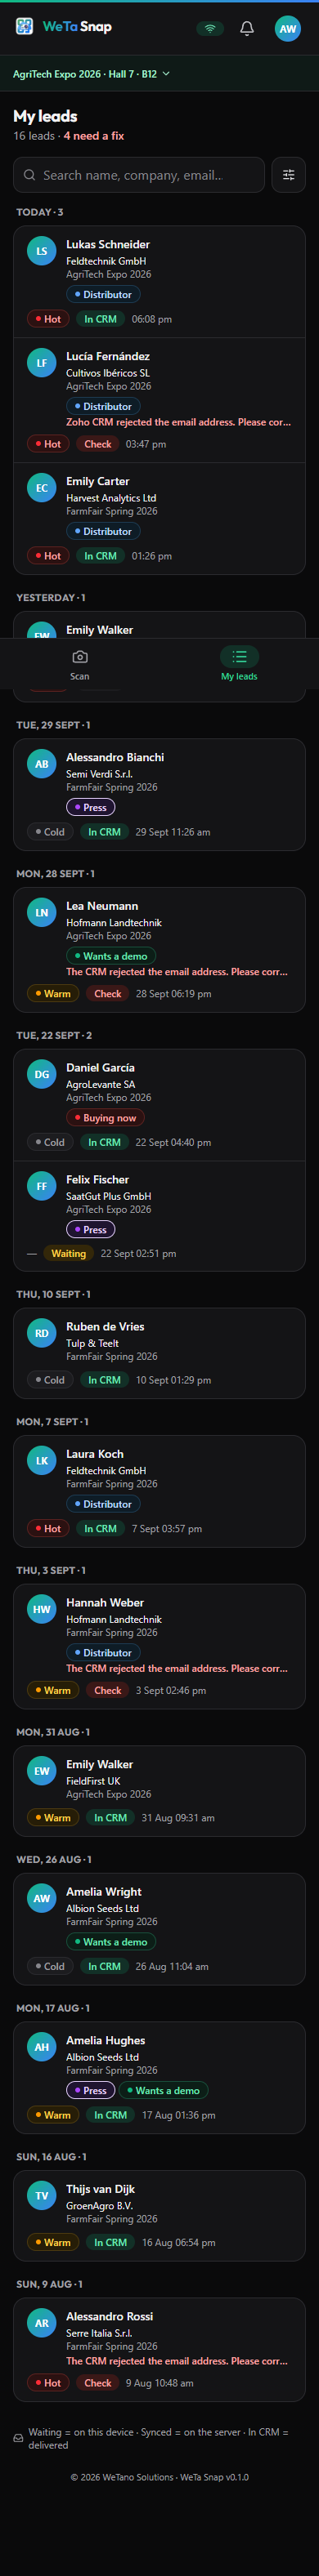 WeTa Snap
AW
AgriTech Expo 2026 · Hall 7 · B12
My leads
16 leads · 4 need a fix
Search name, company, email...
TODAY · 3
LS
Lukas Schneider
Feldtechnik GmbH
AgriTech Expo 2026
Distributor
Hot In CRM 06:08 pm
LF
Lucía Fernández
Cultivos Ibéricos SL
AgriTech Expo 2026
Distributor
Zoho CRM rejected the email address. Please cor...
Hot Check 03:47 pm
EC
Emily Carter
Harvest Analytics Ltd
FarmFair Spring 2026
Distributor
Hot In CRM 01:26 pm
YESTERDAY · 1
EW
Emily Walker
Scan
My leads
TUE, 29 SEPT · 1
AB
Alessandro Bianchi
Semi Verdi S.r.l.
FarmFair Spring 2026
Press
Cold In CRM 29 Sept 11:26 am
MON, 28 SEPT · 1
LN
Lea Neumann
Hofmann Landtechnik
AgriTech Expo 2026
Wants a demo
The CRM rejected the email address. Please corr...
Warm Check 28 Sept 06:19 pm
TUE, 22 SEPT · 2
DG
Daniel García
AgroLevante SA
AgriTech Expo 2026
Buying now
Cold In CRM 22 Sept 04:40 pm
FF
Felix Fischer
SaatGut Plus GmbH
AgriTech Expo 2026
Press
— Waiting 22 Sept 02:51 pm
THU, 10 SEPT · 1
RD
Ruben de Vries
Tulp & Teelt
FarmFair Spring 2026
Cold In CRM 10 Sept 01:29 pm
MON, 7 SEPT · 1
LK
Laura Koch
Feldtechnik GmbH
FarmFair Spring 2026
Distributor
Hot In CRM 7 Sept 03:57 pm
THU, 3 SEPT · 1
HW
Hannah Weber
Hofmann Landtechnik
FarmFair Spring 2026
Distributor
The CRM rejected the email address. Please corr...
Warm Check 3 Sept 02:46 pm
MON, 31 AUG · 1
EW
Emily Walker
FieldFirst UK
AgriTech Expo 2026
Warm In CRM 31 Aug 09:31 am
WED, 26 AUG · 1
AW
Amelia Wright
Albion Seeds Ltd
FarmFair Spring 2026
Wants a demo
Cold In CRM 26 Aug 11:04 am
MON, 17 AUG · 1
AH
Amelia Hughes
Albion Seeds Ltd
FarmFair Spring 2026
Press Wants a demo
Warm In CRM 17 Aug 01:36 pm
SUN, 16 AUG · 1
TV
Thijs van Dijk
GroenAgro B.V.
FarmFair Spring 2026
Warm In CRM 16 Aug 06:54 pm
SUN, 9 AUG · 1
AR
Alessandro Rossi
Serre Italia S.r.l.
FarmFair Spring 2026
The CRM rejected the email address. Please corr...
Hot Check 9 Aug 10:48 am
Waiting = on this device · Synced = on the server · In CRM =
delivered
© 2026 WeTano Solutions · WeTa Snap v0.1.0